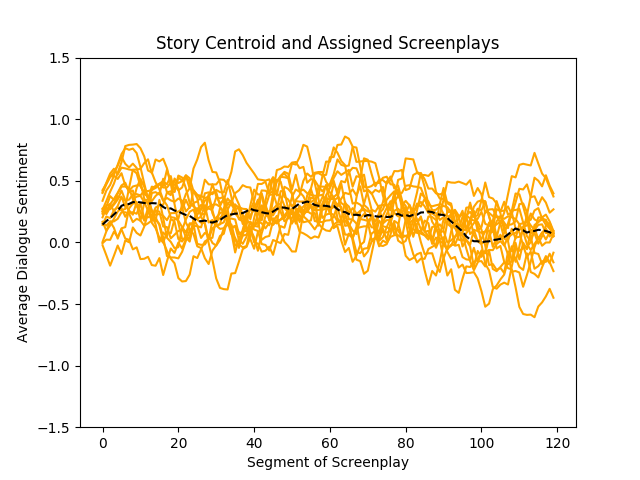 Story Centroid and Assigned Screenplays
1.5
1.0
0.5
0.0
−0.5
−1.0
−1.5
Average Dialogue Sentiment
0 20 40 60 80 100 120
Segment of Screenplay